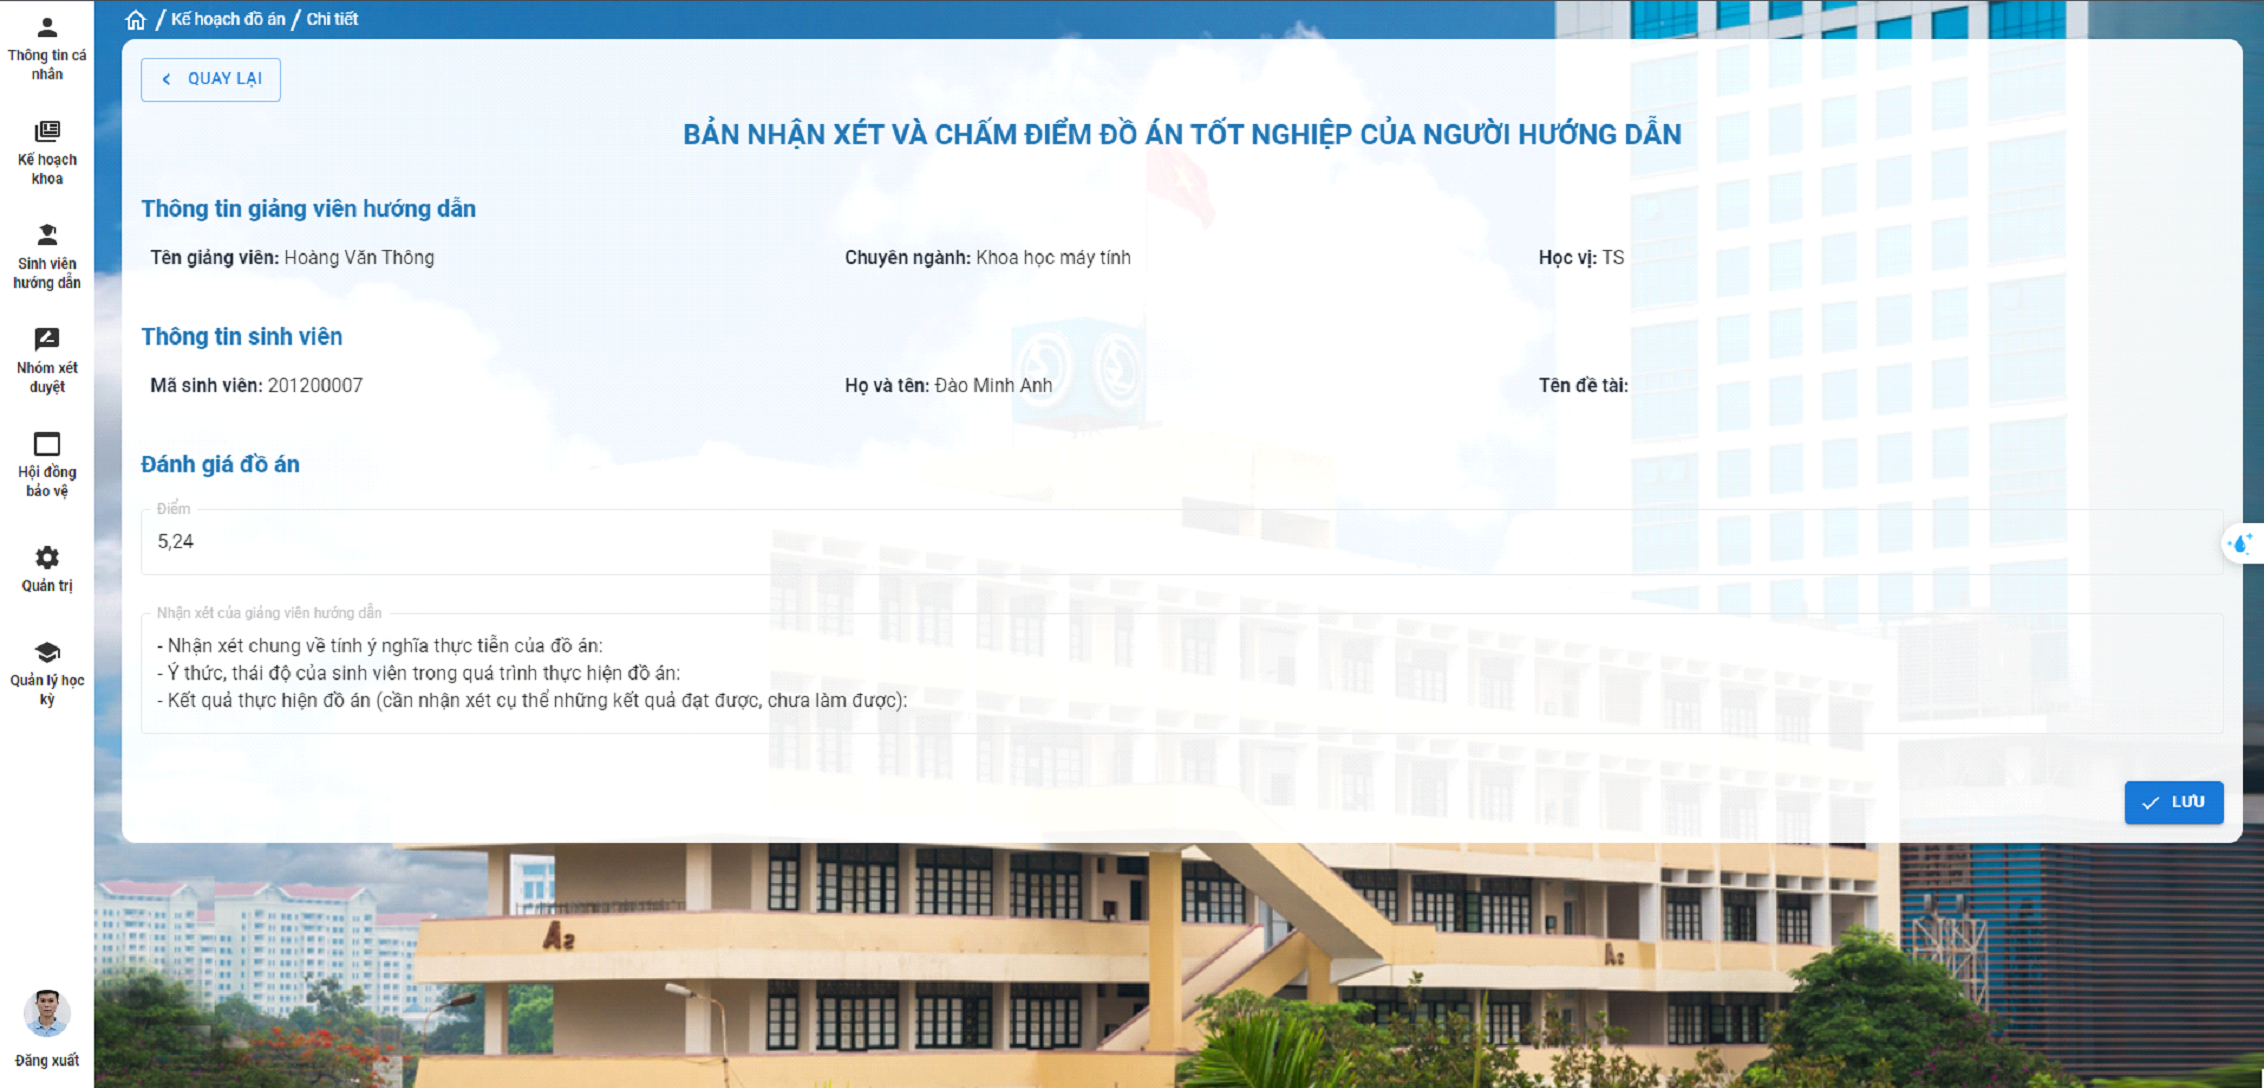 Kế hoạch đồ án / Chi tiết
Thông tin cá
nhân
Kế hoạch
khoa
Sinh viên
hướng dẫn
Nhóm xét
duyệt
Hội đồng
bảo vệ
Quản trị
Quản lý học
kỳ
Đăng xuất
QUAY LẠI
BẢN NHẬN XÉT VÀ CHẤM ĐIỂM ĐỒ ÁN TỐT NGHIỆP CỦA NGƯỜI HƯỚNG DẪN
Thông tin giảng viên hướng dẫn
Tên giảng viên: Hoàng Văn Thông Chuyên ngành: Khoa học máy tính Học vị: TS
Thông tin sinh viên
Mã sinh viên: 201200007 Họ và tên: Đào Minh Anh Tên đề tài:
Đánh giá đồ án
Điểm
5,24
Nhận xét của giảng viên hướng dẫn
- Nhận xét chung về tính ý nghĩa thực tiễn của đồ án:
- Ý thức, thái độ của sinh viên trong quá trình thực hiện đồ án:
- Kết quả thực hiện đồ án (cần nhận xét cụ thể những kết quả đạt được, chưa làm được):
LƯU
A2
A2